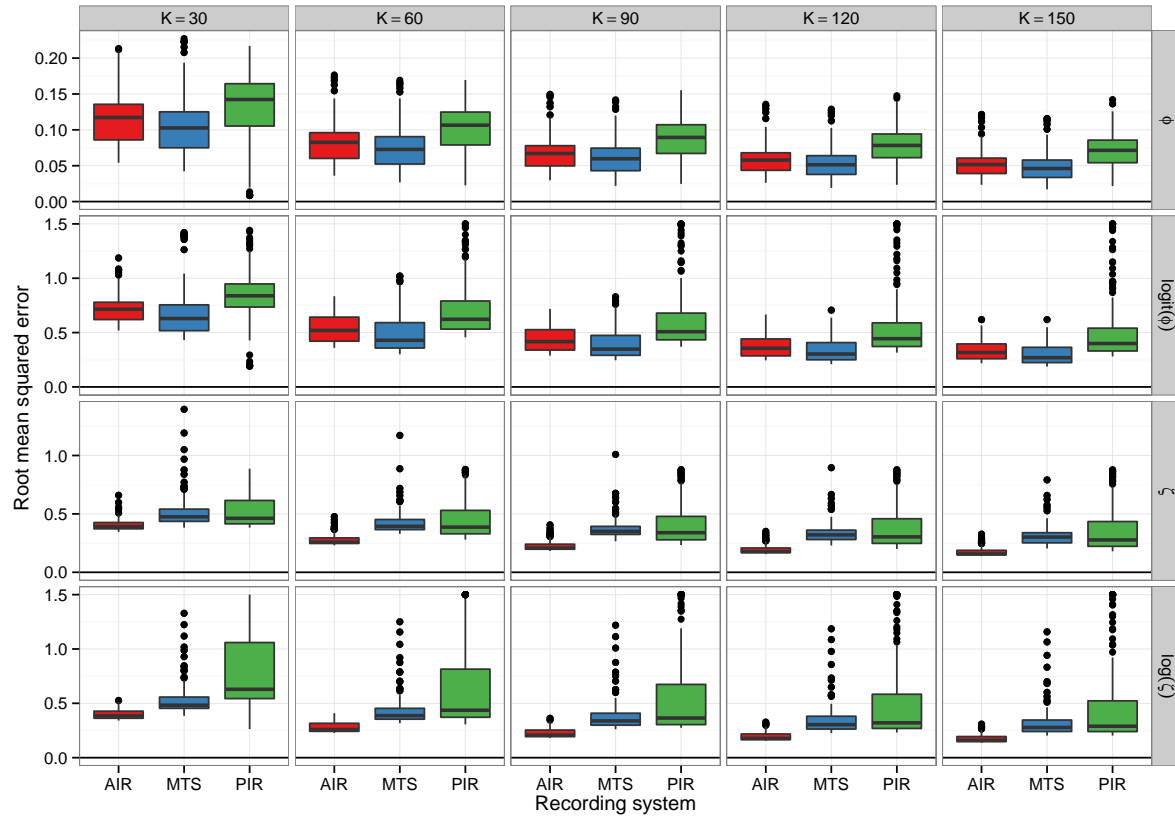 K = 30 K = 60 K = 90 K = 120 K = 150
0.20
0.15
0.10
0.05
0.00
ϕ
1.5
1.0
0.5
0.0
logit(ϕ)
1.0
0.5
0.0
ζ
1.5
1.0
0.5
0.0
log(ζ)
Root mean squared error
AIR MTS PIR AIR MTS PIR AIR MTS PIR AIR MTS PIR AIR MTS PIR
Recording system